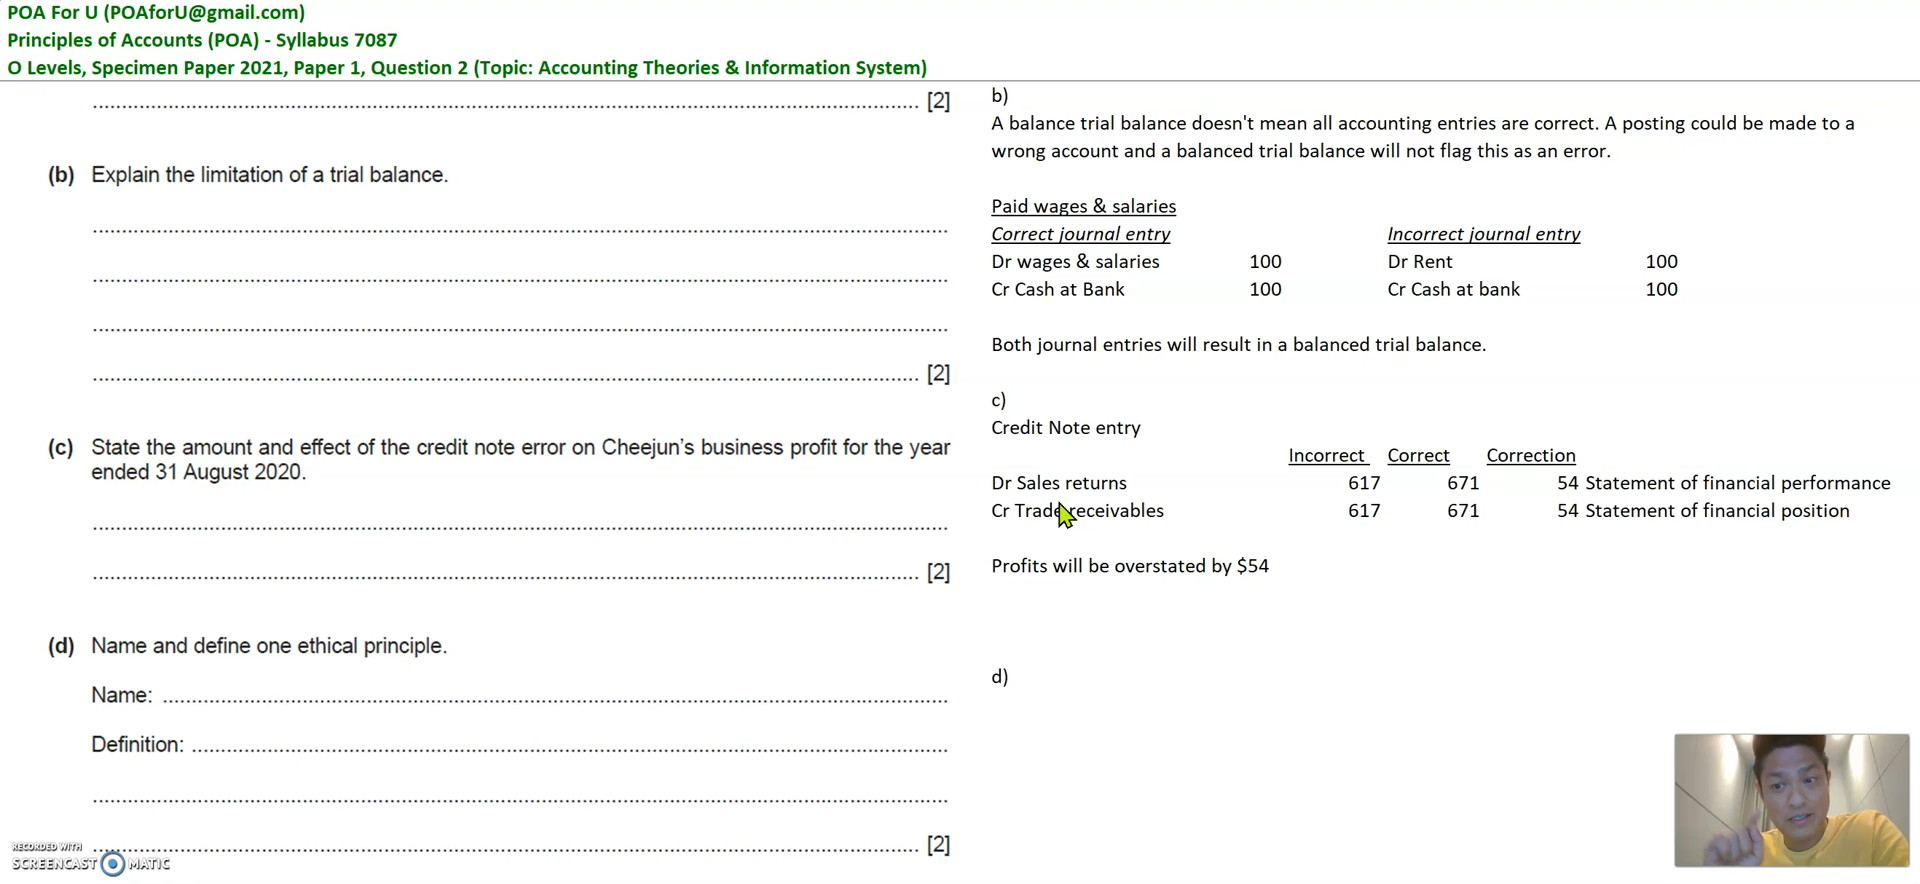 POA For U (POAforU@gmail.com)
Principles of Accounts (POA) - Syllabus 7087
O Levels, Specimen Paper 2021, Paper 1, Question 2 (Topic: Accounting Theories & Information System)
[2]
(b) Explain the limitation of a trial balance.
[2]
(c) State the amount and effect of the credit note error on Cheejun's business profit for the year
ended 31 August 2020.
[2]
(d) Name and define one ethical principle.
Name:
Definition:
[2]
b)
A balance trial balance doesn't mean all accounting entries are correct. A posting could be made to a
wrong account and a balanced trial balance will not flag this as an error.
Paid wages & salaries
Correct journal entry Incorrect journal entry
Dr wages & salaries 100 Dr Rent 100
Cr Cash at Bank 100 Cr Cash at bank 100
Both journal entries will result in a balanced trial balance.
c)
Credit Note entry
Incorrect Correct Correction
Dr Sales returns 617 671 54 Statement of financial performance
Cr Trade receivables 617 671 54 Statement of financial position
Profits will be overstated by $54
d)
RECORDED WITH
SCREENCAST MATIC